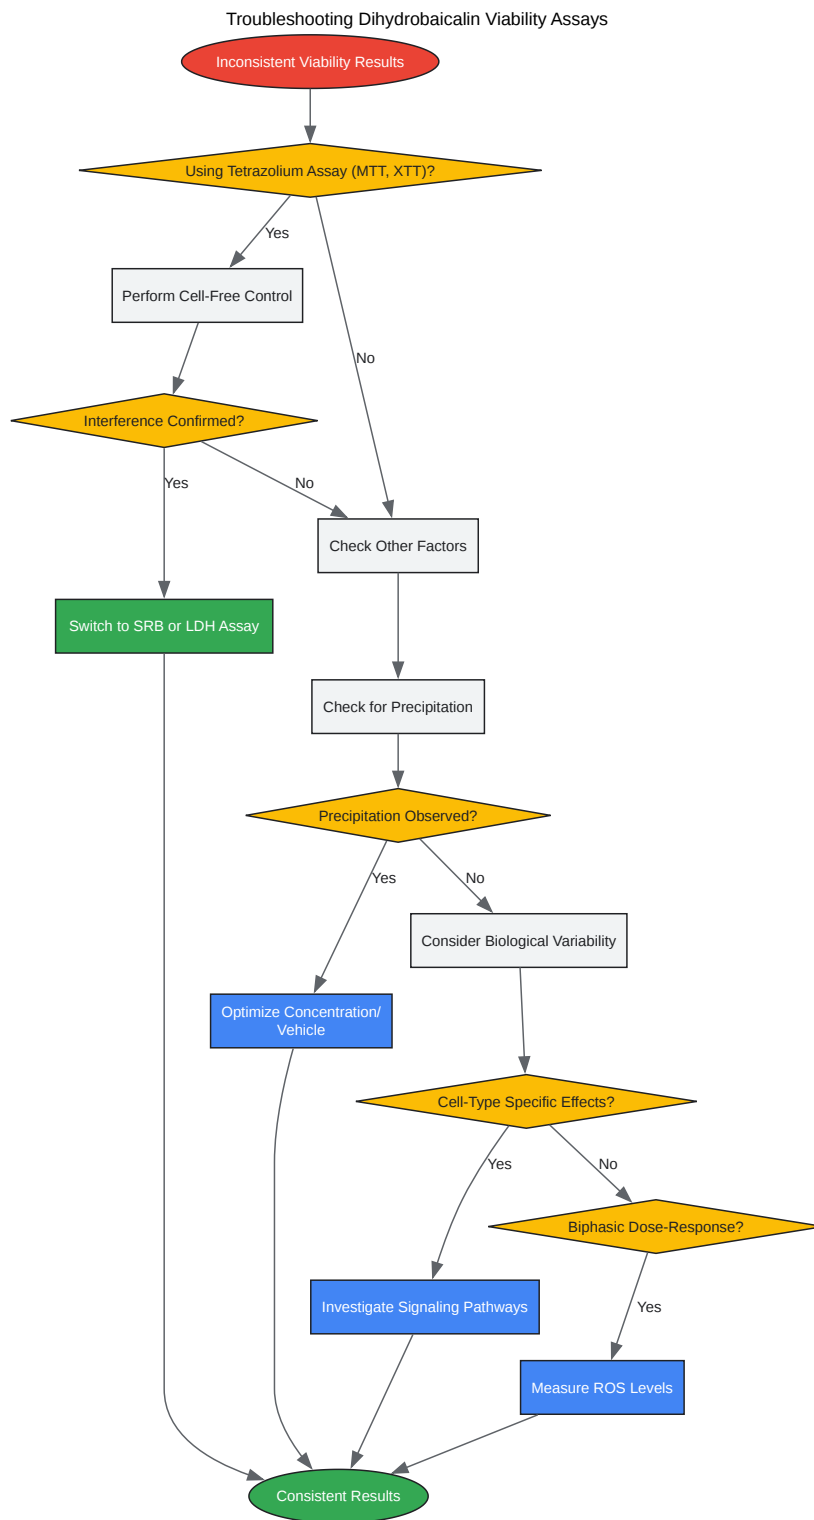 Troubleshooting Dihydrobaicalin Viability Assays
Inconsistent Viability Results
Using Tetrazolium Assay (MTT, XTT)?
Yes
Perform Cell-Free Control
No
Interference Confirmed?
Yes
No
Check Other Factors
Switch to SRB or LDH Assay
Check for Precipitation
Precipitation Observed?
Yes
No
Consider Biological Variability
Optimize Concentration/
Vehicle
Cell-Type Specific Effects?
Yes
No
Biphasic Dose-Response?
Investigate Signaling Pathways
Yes
Measure ROS Levels
Consistent Results